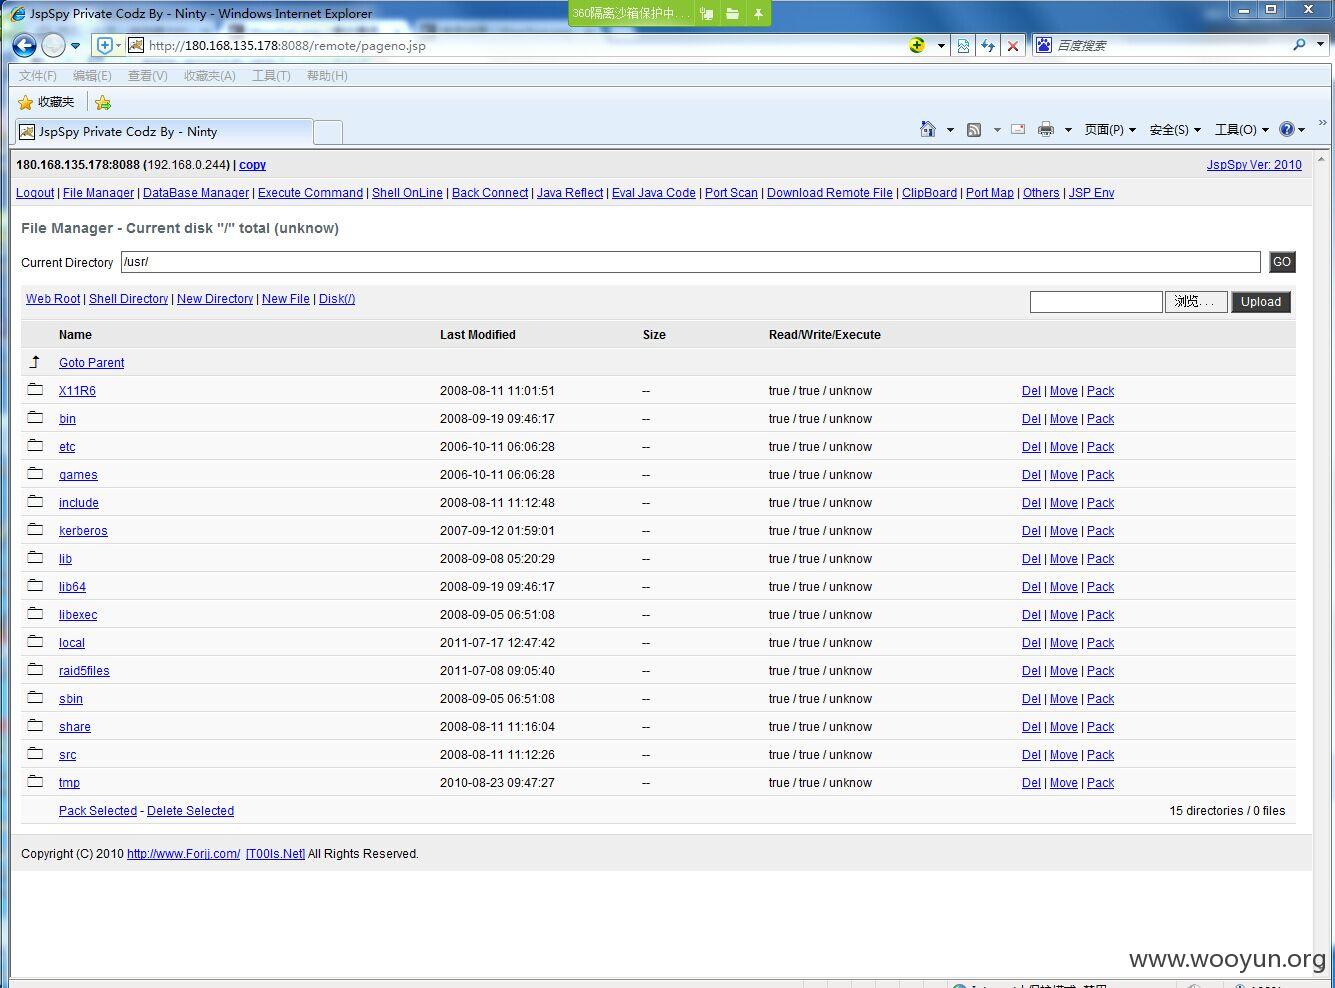 JspSpy Private Codz By - Ninty - Windows Internet Explorer
360隔离沙箱保护中...
http://180.168.135.178:8088/remote/pageno.jsp
百度搜索
文件(F) 编辑(E) 查看(V) 收藏夹(A) 工具(T) 帮助(H)
收藏夹
JspSpy Private Codz By - Ninty
页面(P) 安全(S) 工具(O)
180.168.135.178:8088 (192.168.0.244) | copy
JspSpy Ver: 2010
Logout | File Manager | DataBase Manager | Execute Command | Shell OnLine | Back Connect | Java Reflect | Eval Java Code | Port Scan | Download Remote File | ClipBoard | Port Map | Others | JSP Env
File Manager - Current disk "/" total (unknow)
Current Directory /usr/ GO
Web Root | Shell Directory | New Directory | New File | Disk(/) 浏览... Upload
Name Last Modified Size Read/Write/Execute
Goto Parent
X11R6 2008-08-11 11:01:51 -- true / true / unknow Del | Move | Pack
bin 2008-09-19 09:46:17 -- true / true / unknow Del | Move | Pack
etc 2006-10-11 06:06:28 -- true / true / unknow Del | Move | Pack
games 2006-10-11 06:06:28 -- true / true / unknow Del | Move | Pack
include 2008-08-11 11:12:48 -- true / true / unknow Del | Move | Pack
kerberos 2007-09-12 01:59:01 -- true / true / unknow Del | Move | Pack
lib 2008-09-08 05:20:29 -- true / true / unknow Del | Move | Pack
lib64 2008-09-19 09:46:17 -- true / true / unknow Del | Move | Pack
libexec 2008-09-05 06:51:08 -- true / true / unknow Del | Move | Pack
local 2011-07-17 12:47:42 -- true / true / unknow Del | Move | Pack
raid5files 2011-07-08 09:05:40 -- true / true / unknow Del | Move | Pack
sbin 2008-09-05 06:51:08 -- true / true / unknow Del | Move | Pack
share 2008-08-11 11:16:04 -- true / true / unknow Del | Move | Pack
src 2008-08-11 11:12:26 -- true / true / unknow Del | Move | Pack
tmp 2010-08-23 09:47:27 -- true / true / unknow Del | Move | Pack
Pack Selected - Delete Selected 15 directories / 0 files
Copyright (C) 2010 http://www.Forjj.com/ [T00ls.Net] All Rights Reserved.
www.wooyun.org